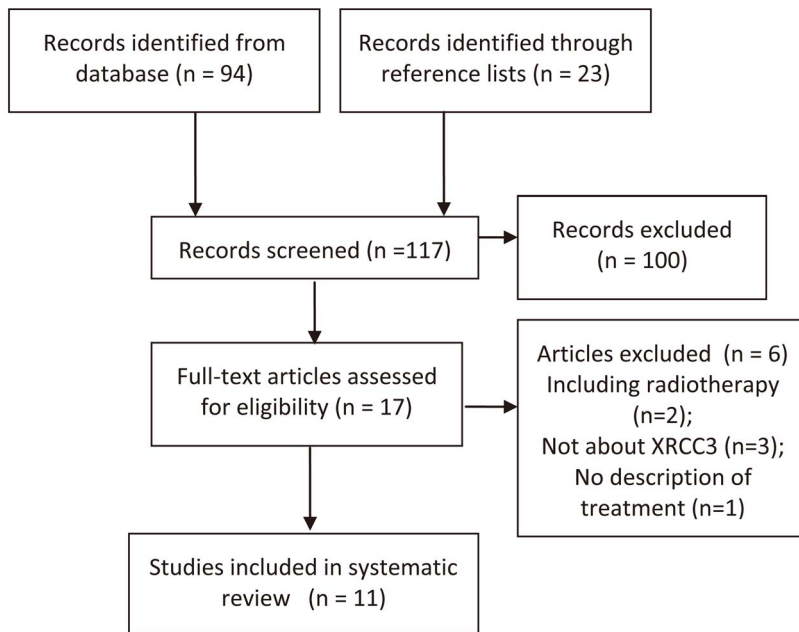 Records identified from
database (n = 94)
Records identified through
reference lists (n = 23)
Records screened (n =117)
Records excluded
(n = 100)
Full-text articles assessed
for eligibility (n = 17)
Articles excluded (n = 6)
Including radiotherapy
(n=2);
Not about XRCC3 (n=3);
No description of
treatment (n=1)
Studies included in systematic
review (n = 11)